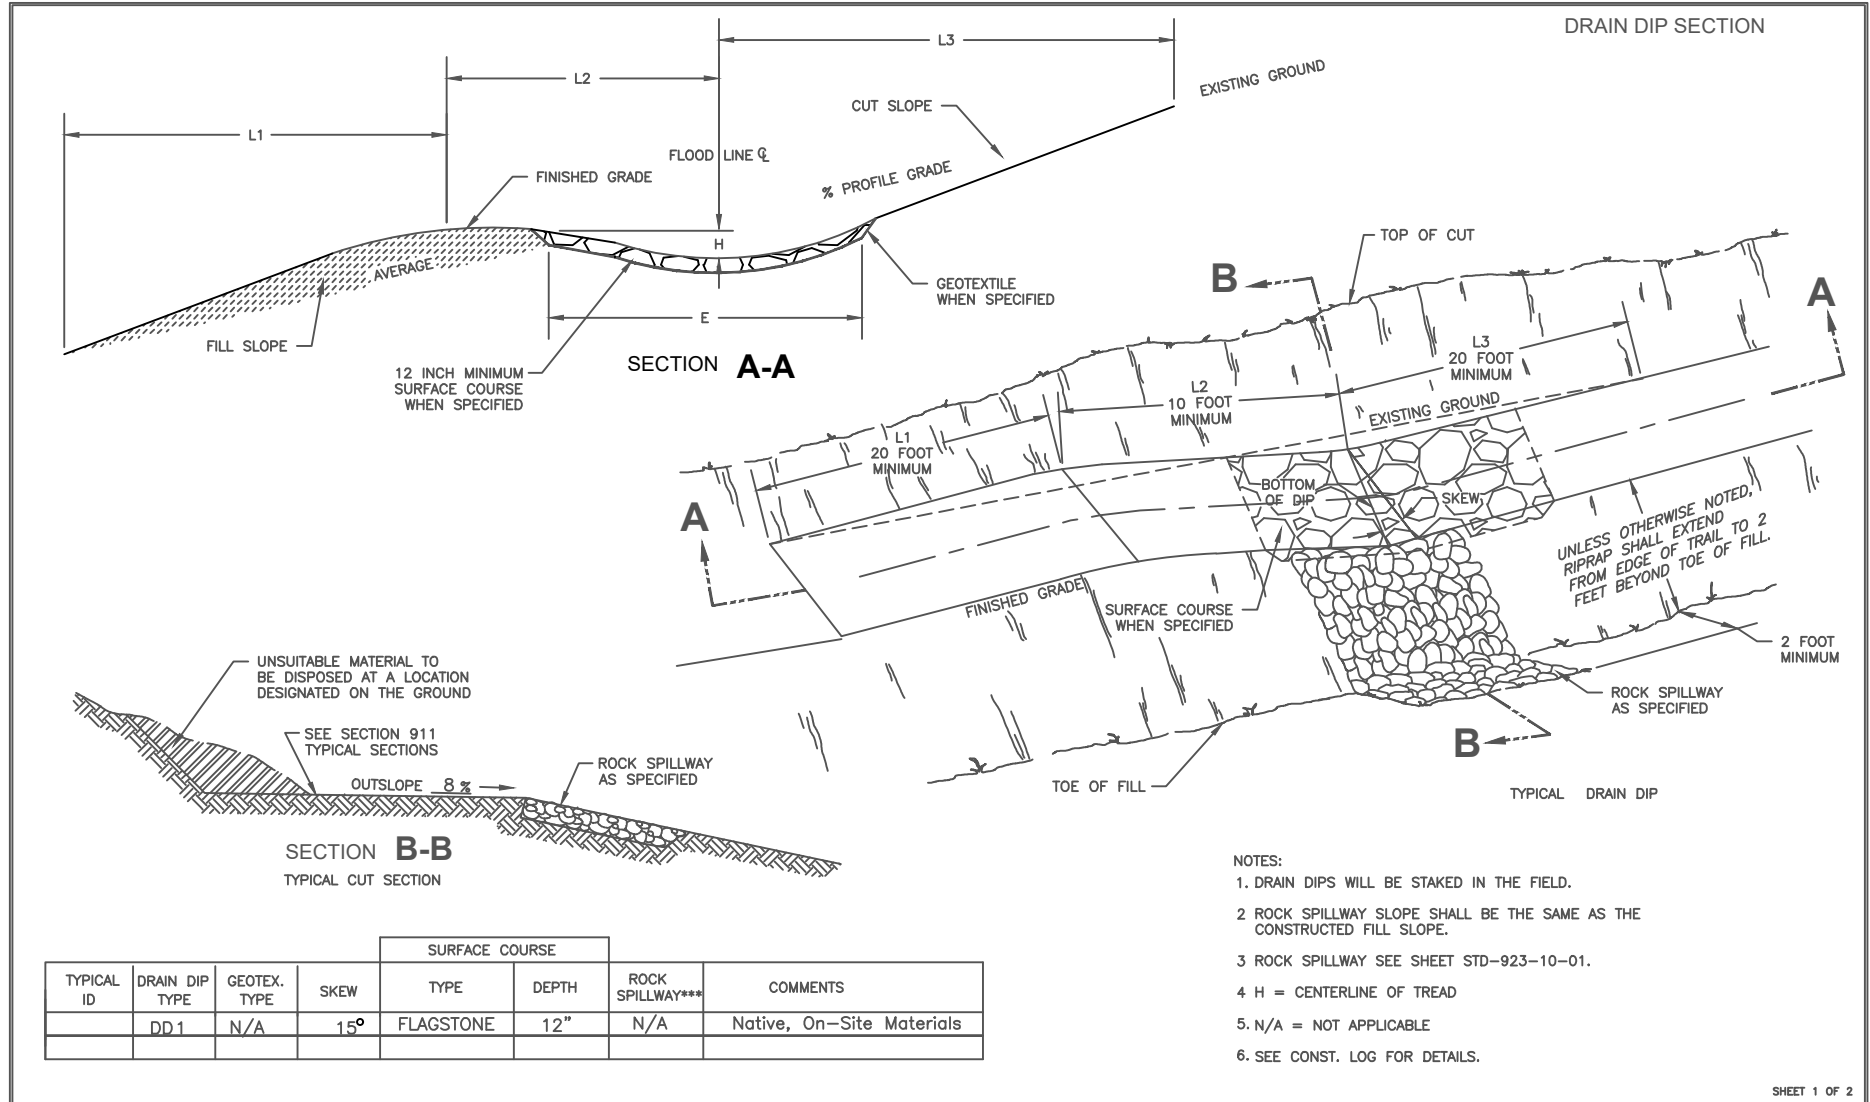 DRAIN DIP SECTION
L3
L2
L1
EXISTING GROUND
CUT SLOPE
FLOOD LINE ℄
% PROFILE GRADE
FINISHED GRADE
H
AVERAGE
GEOTEXTILE
WHEN SPECIFIED
E
FILL SLOPE
12 INCH MINIMUM
SURFACE COURSE
WHEN SPECIFIED
SECTION A-A
TOP OF CUT
B
A
L3
20 FOOT
MINIMUM
L2
10 FOOT
MINIMUM
EXISTING GROUND
L1
20 FOOT
MINIMUM
BOTTOM
OF DIP
SKEW
A
UNLESS OTHERWISE NOTED,
RIPRAP SHALL EXTEND
FROM EDGE OF TRAIL TO 2
FEET BEYOND TOE OF FILL.
FINISHED GRADE
SURFACE COURSE
WHEN SPECIFIED
2 FOOT
MINIMUM
ROCK SPILLWAY
AS SPECIFIED
B
TOE OF FILL
TYPICAL DRAIN DIP
UNSUITABLE MATERIAL TO
BE DISPOSED AT A LOCATION
DESIGNATED ON THE GROUND
SEE SECTION 911
TYPICAL SECTIONS
OUTSLOPE 8 %
ROCK SPILLWAY
AS SPECIFIED
SECTION B-B
TYPICAL CUT SECTION
SURFACE COURSE
TYPICAL ID DRAIN DIP TYPE GEOTEX. TYPE SKEW TYPE DEPTH ROCK SPILLWAY*** COMMENTS
DD1 N/A 15° FLAGSTONE 12" N/A Native, On-Site Materials
NOTES:
1. DRAIN DIPS WILL BE STAKED IN THE FIELD.
2 ROCK SPILLWAY SLOPE SHALL BE THE SAME AS THE
CONSTRUCTED FILL SLOPE.
3 ROCK SPILLWAY SEE SHEET STD-923-10-01.
4 H = CENTERLINE OF TREAD
5. N/A = NOT APPLICABLE
6. SEE CONST. LOG FOR DETAILS.
SHEET 1 OF 2